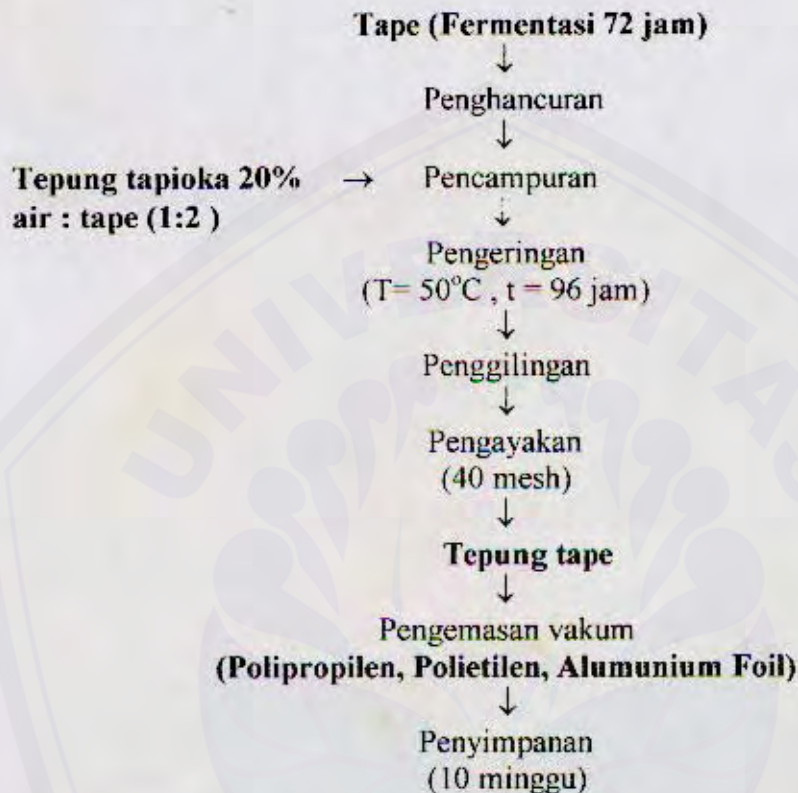 Tape (Fermentasi 72 jam)
↓
Penghancuran
↓
Tepung tapioka 20% → Pencampuran
air : tape (1:2 )
↓
Pengeringan
(T= 50°C , t = 96 jam)
↓
Penggilingan
↓
Pengayakan
(40 mesh)
↓
Tepung tape
↓
Pengemasan vakum
(Polipropilen, Polietilen, Alumunium Foil)
↓
Penyimpanan
(10 minggu)
UNIVERSITAS